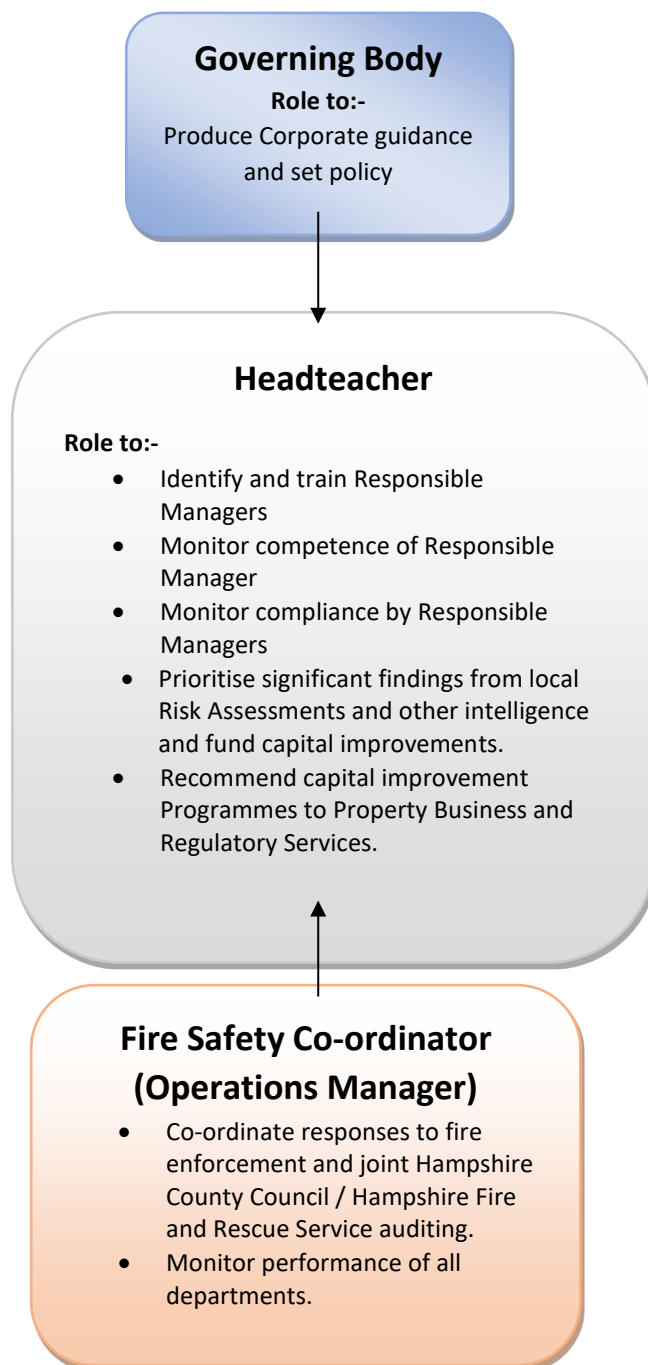 Governing Body
Role to:-
Produce Corporate guidance
and set policy
Headteacher
Role to:-
• Identify and train Responsible
Managers
• Monitor competence of Responsible
Manager
• Monitor compliance by Responsible
Managers
• Prioritise significant findings from local
Risk Assessments and other intelligence
and fund capital improvements.
• Recommend capital improvement
Programmes to Property Business and
Regulatory Services.
Fire Safety Co-ordinator
(Operations Manager)
• Co-ordinate responses to fire
enforcement and joint Hampshire
County Council / Hampshire Fire
and Rescue Service auditing.
• Monitor performance of all
departments.